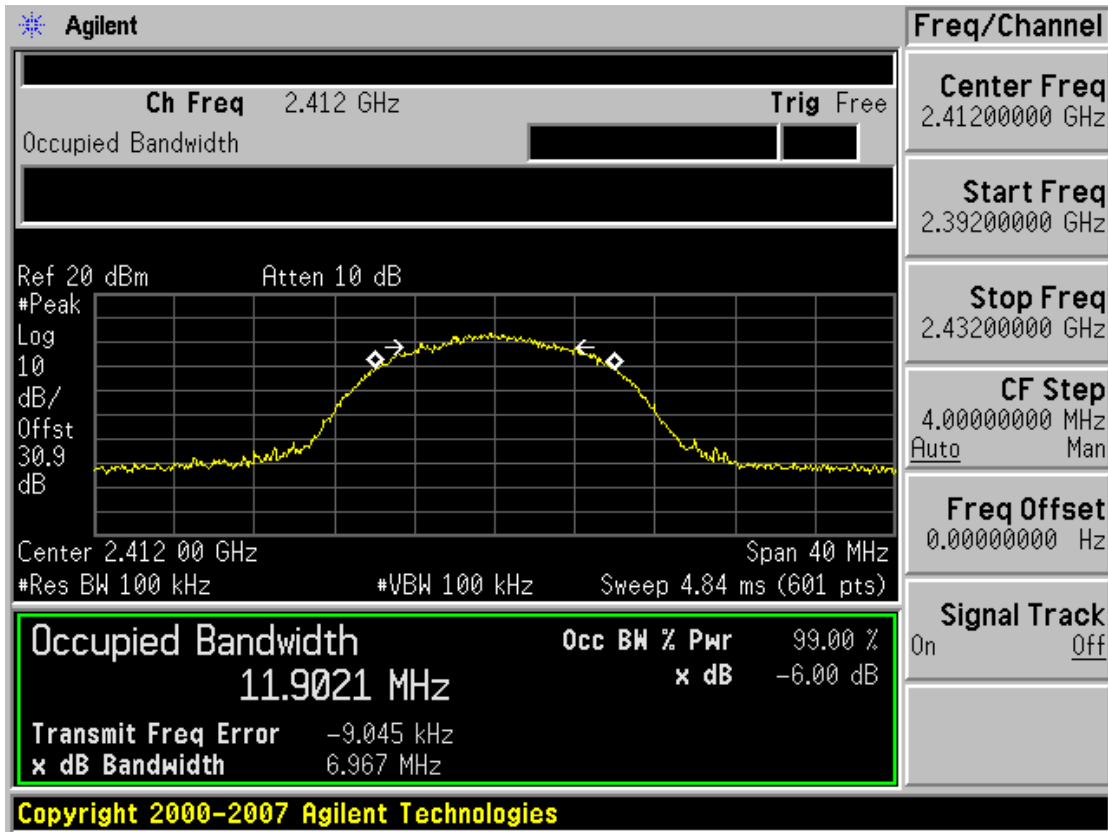 Agilent
Freq/Channel
Ch Freq 2.412 GHz Trig Free
Occupied Bandwidth
Center Freq
2.41200000 GHz
Start Freq
2.39200000 GHz
Stop Freq
2.43200000 GHz
CF Step
4.00000000 MHz
Auto Man
Freq Offset
0.00000000 Hz
Signal Track
On Off
Ref 20 dBm Atten 10 dB
#Peak
Log
10
dB/
Offst
30.9
dB
Center 2.412 00 GHz Span 40 MHz
#Res BW 100 kHz #VBW 100 kHz Sweep 4.84 ms (601 pts)
Occupied Bandwidth
11.9021 MHz
Occ BW % Pwr 99.00 %
x dB -6.00 dB
Transmit Freq Error -9.045 kHz
x dB Bandwidth 6.967 MHz
Copyright 2000-2007 Agilent Technologies